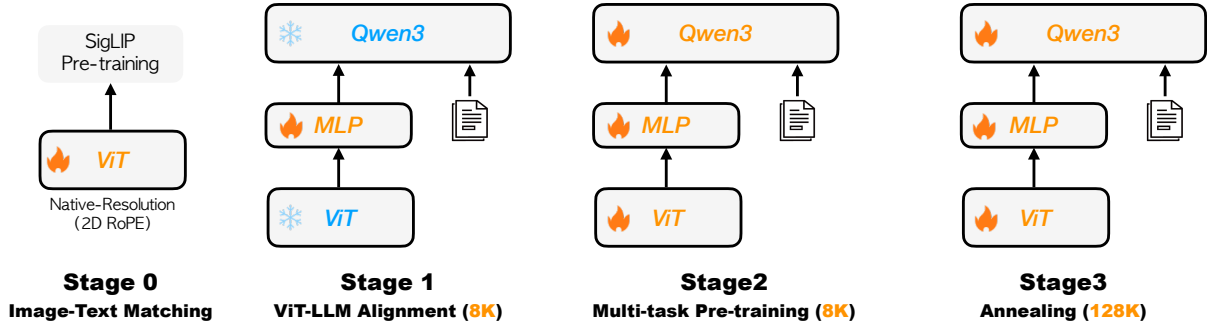 SigLIP
Pre-training
ViT
Native-Resolution
(2D RoPE)
Stage 0
Image-Text Matching
Qwen3
MLP
ViT
Stage 1
ViT-LLM Alignment (8K)
Qwen3
MLP
ViT
Stage2
Multi-task Pre-training (8K)
Qwen3
MLP
ViT
Stage3
Annealing (128K)